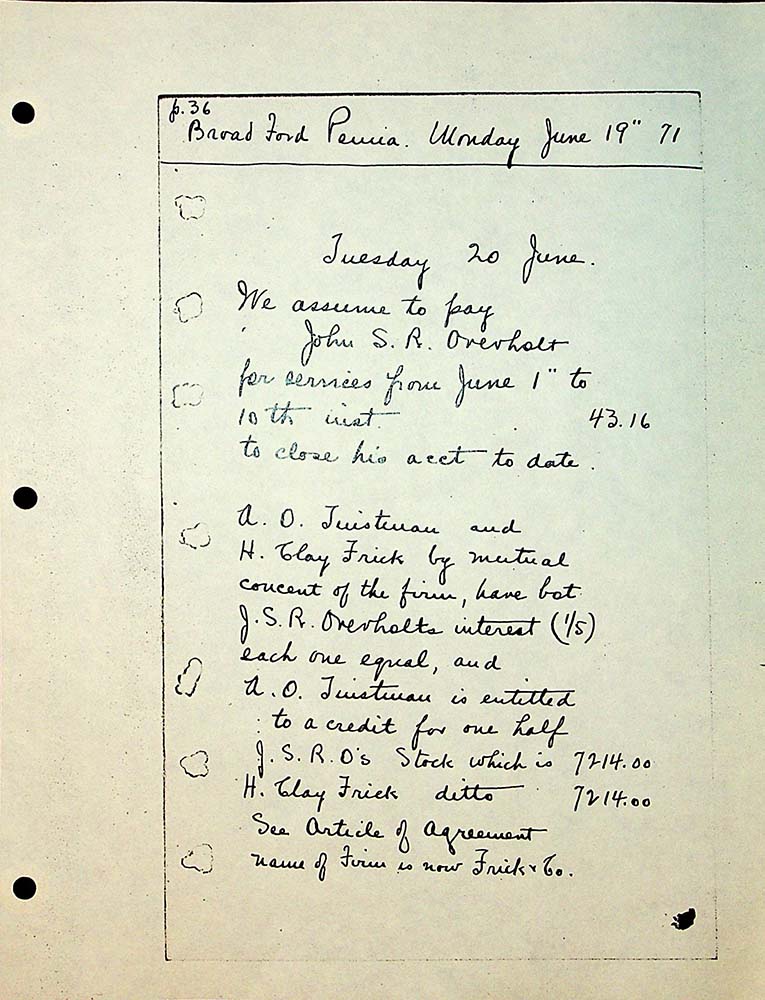 p. 36
Broad Ford Penna. Monday June 19" 71
Tuesday 20 June.
We assume to pay
John S. R. Overholt
for services from June 1" to
10th inst. 43.16
to close his acct to date.
A. O. Tinstman and
H. Clay Frick by mutual
concent of the firm, have bot
J. S. R. Overholts interest (1/5)
each one equal, and
A. O. Tinstman is entitled
to a credit for one half
J. S. R. O's Stock which is 7214.00
H. Clay Frick ditto 7214.00
See Article of Agreement
name of Firm is now Frick & Co.